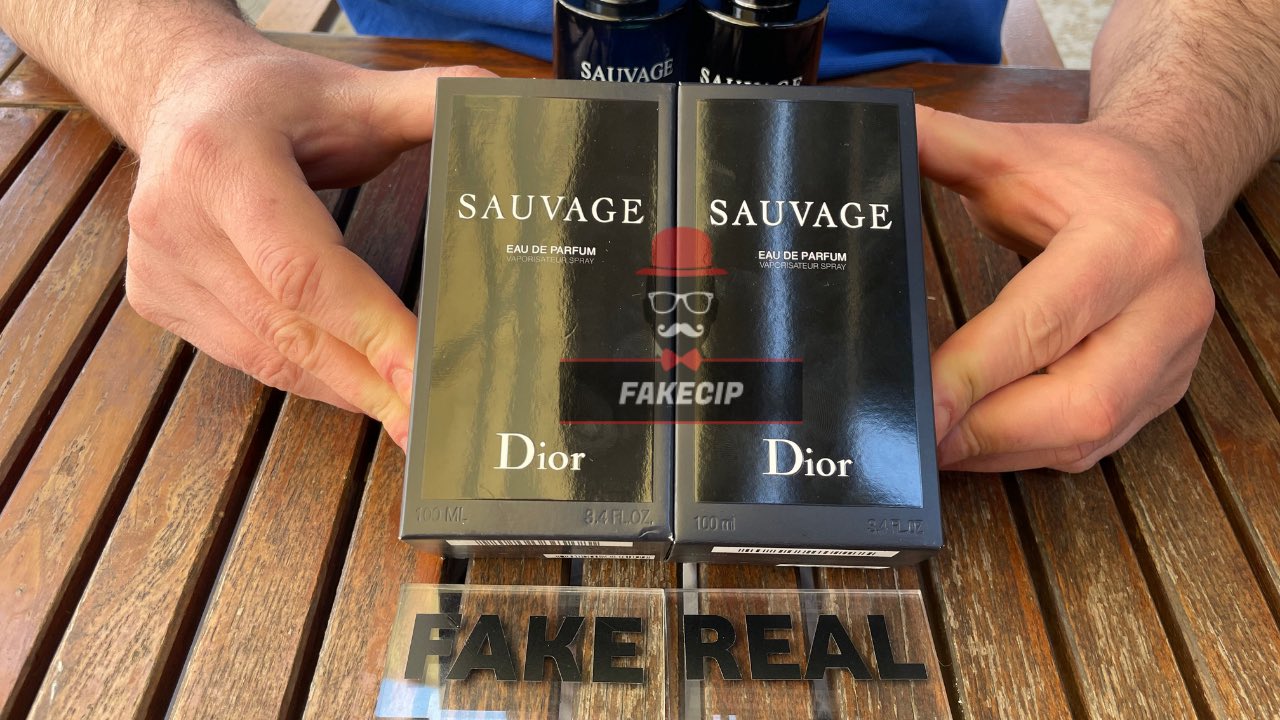 SAUVAGE
SAUVAGE
SAUVAGE
EAU DE PARFUM
VAPORISATEUR SPRAY
Dior
100 ML 3.4 FL.OZ.
SAUVAGE
EAU DE PARFUM
VAPORISATEUR SPRAY
Dior
100 ml 3.4 FL.OZ
FAKECIP
FAKE
REAL